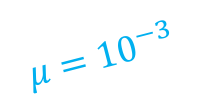 μ = 10⁻³